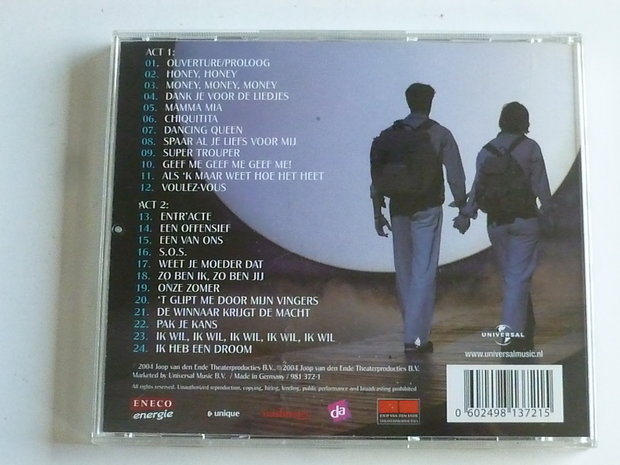 ACT 1:
01. OUVERTURE/PROLOOG
02. HONEY, HONEY
03. MONEY, MONEY, MONEY
04. DANK JE VOOR DE LIEDJES
05. MAMMA MIA
06. CHIQUITITA
07. DANCING QUEEN
08. SPAAR AL JE LIEFS VOOR MIJ
09. SUPER TROUPER
10. GEEF ME GEEF ME GEEF ME!
11. ALS 'K MAAR WEET HOE HET HEET
12. VOULEZ-VOUS
ACT 2:
13. ENTR'ACTE
14. EEN OFFENSIEF
15. EEN VAN ONS
16. S.O.S.
17. WEET JE MOEDER DAT
18. ZO BEN IK, ZO BEN JIJ
19. ONZE ZOMER
20. 'T GLIPT ME DOOR MIJN VINGERS
21. DE WINNAAR KRIJGT DE MACHT
22. PAK JE KANS
23. IK WIL, IK WIL, IK WIL, IK WIL, IK WIL
24. IK HEB EEN DROOM
UNIVERSAL
www.universalmusic.nl
℗ 2004 Joop van den Ende Theaterproducties B.V. © 2004 Joop van den Ende Theaterproducties B.V.
Marketed by Universal Music B.V. / Made in Germany / 981 372-1
All rights reserved. Unauthorized reproduction, copying, hiring, lending, public performance and broadcasting prohibited
ENECO
energie
unique
da
JOOP VAN DEN ENDE
THEATERPRODUCTIES
0 602498 137215